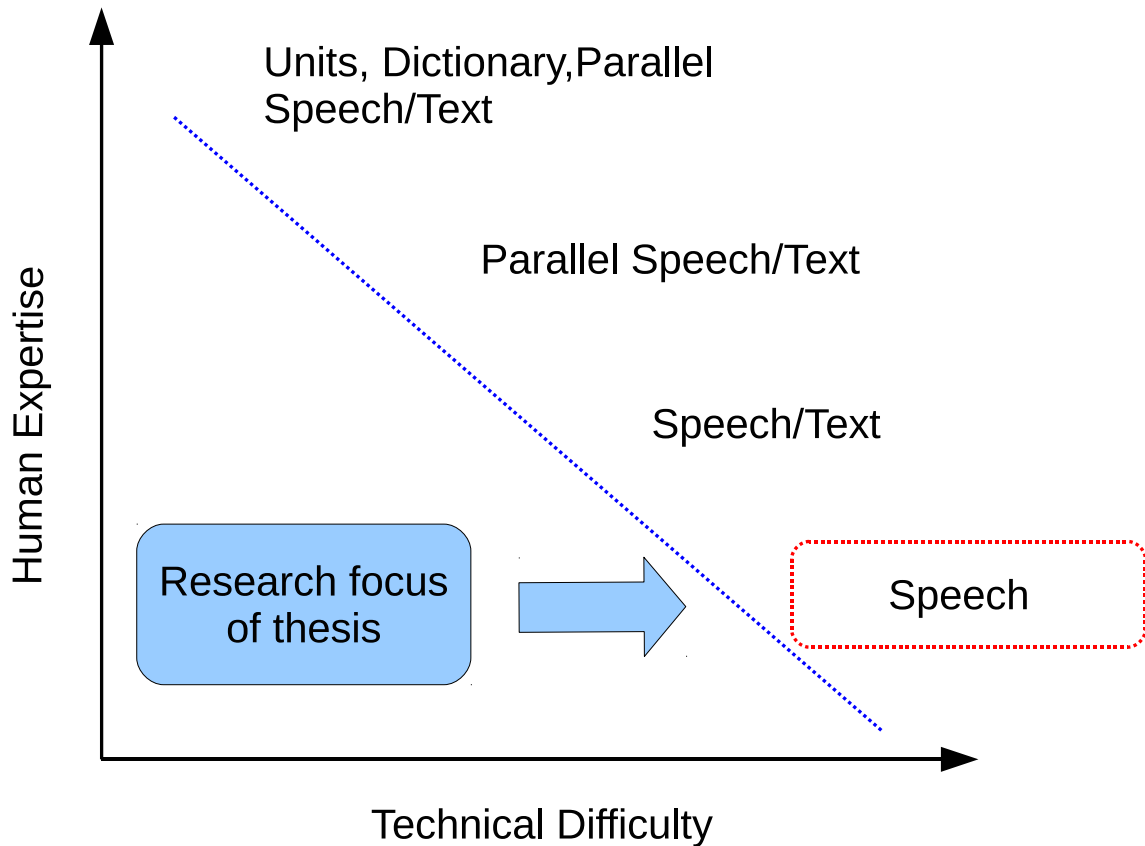 Units, Dictionary,Parallel
Speech/Text
Parallel Speech/Text
Speech/Text
Human Expertise
Research focus
of thesis
Speech
Technical Difficulty